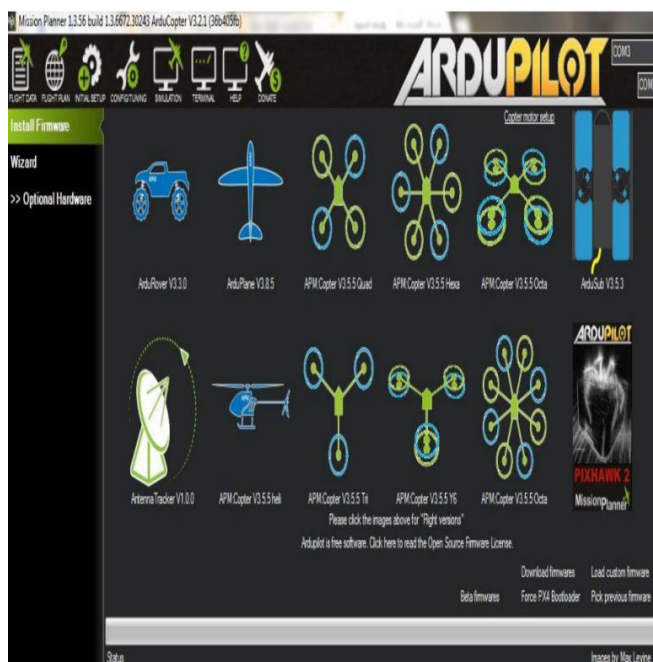 Mission Planner 1.3.56 build 1.3.6672.30243 ArduCopter V3.2.1 (36b405fb)
FLIGHT DATA FLIGHT PLAN INITIAL SETUP CONFIG/TUNING SIMULATION TERMINAL HELP DONATE
ARDUPILOT
COM3
COM
Install Firmware
Wizard
>> Optional Hardware
Copter motor setup
ArduRover V3.3.0 ArduPlane V3.8.5 APM:Copter V3.5.5 Quad APM:Copter V3.5.5 Hexa APM:Copter V3.5.5 Octa ArduSub V3.5.3
ARDUPILOT
PIXHAWK 2
Mission Planner
Antenna Tracker V1.0.0 APM:Copter V3.5.5 heli APM:Copter V3.5.5 Tri APM:Copter V3.5.5 Y6 APM:Copter V3.5.5 Octa
Please click the images above for "Flight versions"
Ardupilot is free software. Click here to read the Open Source Firmware License.
Download firmwares Load custom firmware
Beta firmwares Force PX4 Bootloader Pick previous firmware
Status
Images by Max Levine